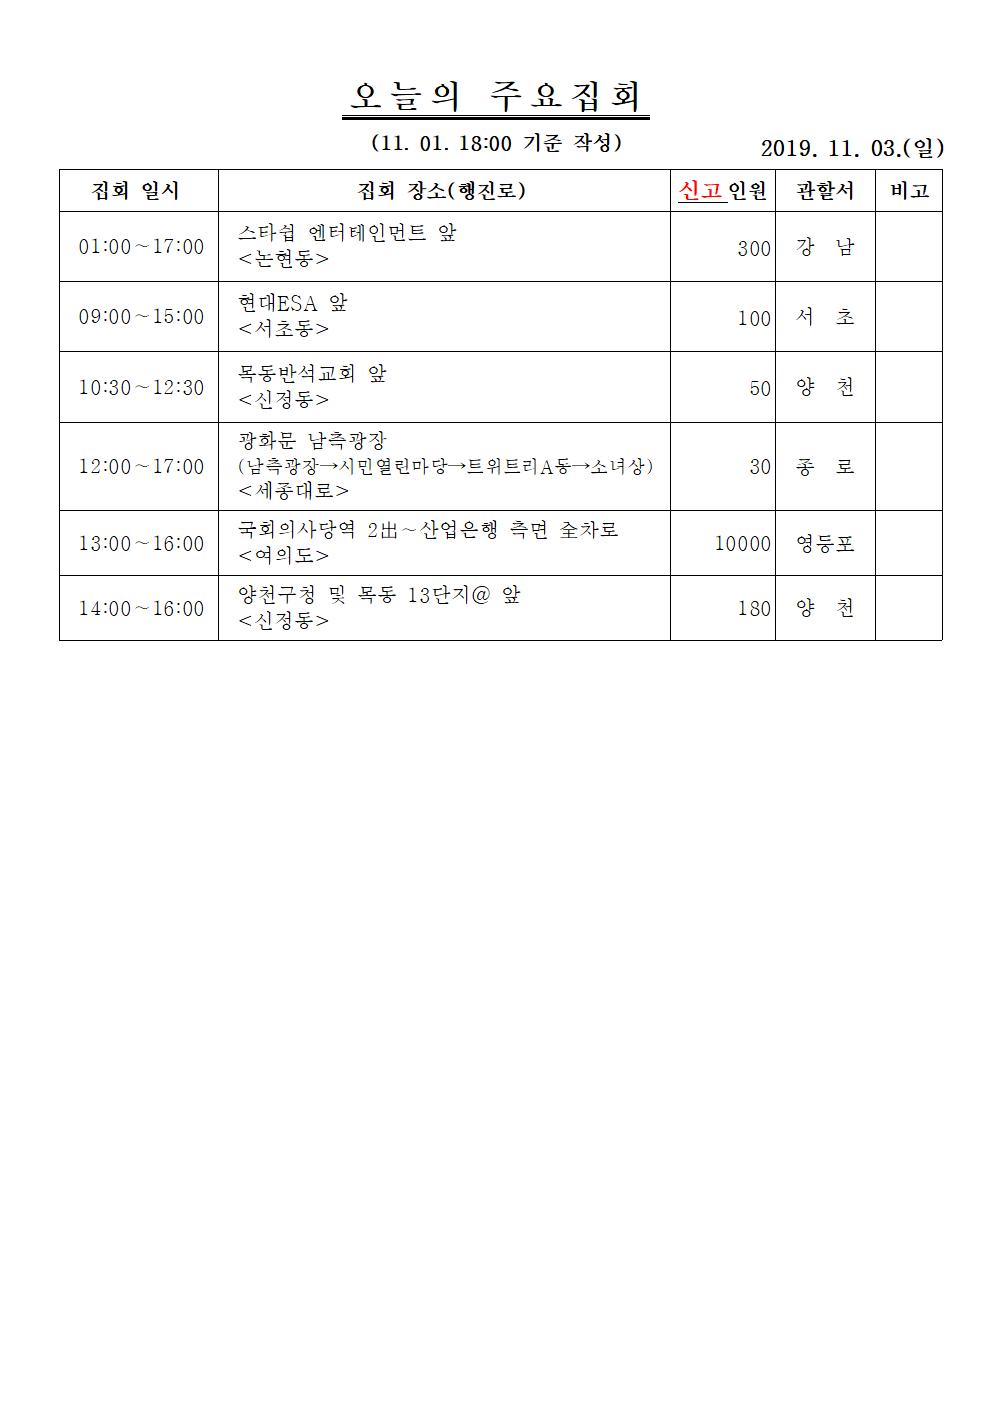 오늘의 주요집회
(11. 01. 18:00 기준 작성)
2019. 11. 03.(일)
집회 일시 집회 장소(행진로) 신고인원 관할서 비고
01:00~17:00 스타쉽 엔터테인먼트 앞 <논현동> 300 강 남
09:00~15:00 현대ESA 앞 <서초동> 100 서 초
10:30~12:30 목동반석교회 앞 <신정동> 50 양 천
12:00~17:00 광화문 남측광장 (남측광장→시민열린마당→트위트리A동→소녀상) <세종대로> 30 종 로
13:00~16:00 국회의사당역 2出~산업은행 측면 全차로 <여의도> 10000 영등포
14:00~16:00 양천구청 및 목동 13단지@ 앞 <신정동> 180 양 천